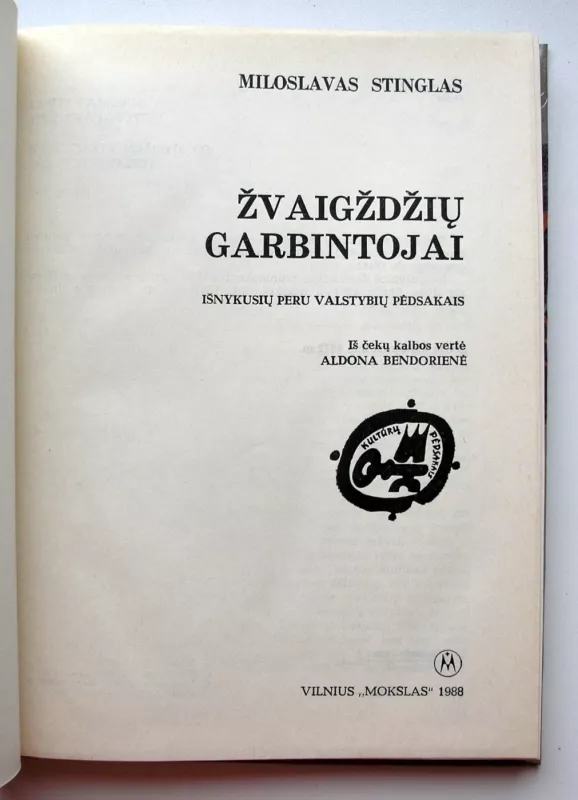 MILOSLAVAS STINGLAS
ŽVAIGŽDŽIŲ
GARBINTOJAI
IŠNYKUSIŲ PERU VALSTYBIŲ PĖDSAKAIS
Iš čekų kalbos vertė
ALDONA BENDORIENĖ
KULTŪRŲ
PĖDSAKAIS
VILNIUS „MOKSLAS“ 1988